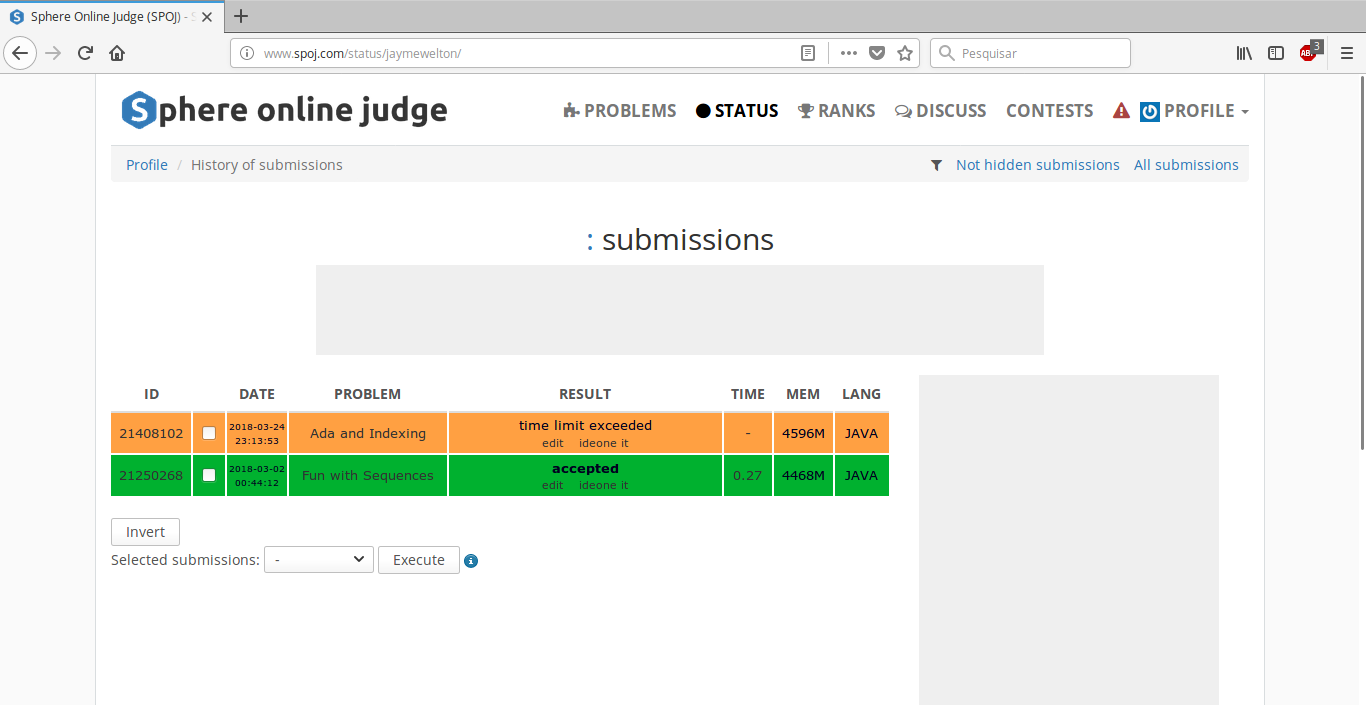 Sphere Online Judge (SPOJ) - S
www.spoj.com/status/jaymewelton/
Pesquisar
ABP
3
Sphere online judge
PROBLEMS STATUS RANKS DISCUSS CONTESTS PROFILE
Profile / History of submissions
Not hidden submissions All submissions
: submissions
ID DATE PROBLEM RESULT TIME MEM LANG
21408102 2018-03-24 23:13:53 Ada and Indexing time limit exceeded - 4596M JAVA
edit ideone it
21250268 2018-03-02 00:44:12 Fun with Sequences accepted 0.27 4468M JAVA
edit ideone it
Invert
Selected submissions: - Execute